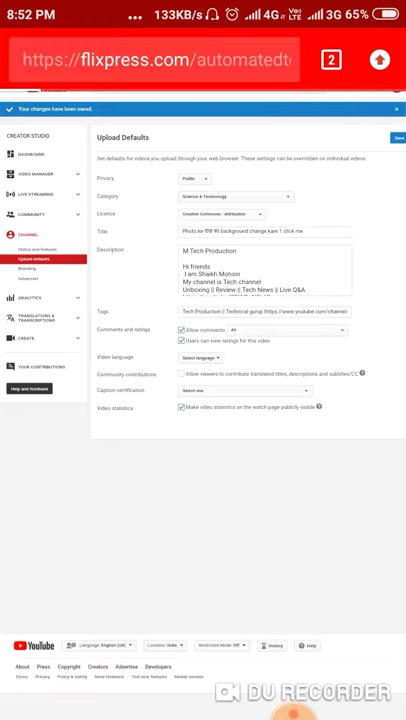 8:52 PM
... 133KB/s 4G VoLTE 3G 65%
https://flixpress.com/automatedt
2
Your changes have been saved.
CREATOR STUDIO
DASHBOARD
VIDEO MANAGER
LIVE STREAMING
COMMUNITY
CHANNEL
Status and features
Upload defaults
Branding
Advanced
ANALYTICS
TRANSLATIONS & TRANSCRIPTIONS
CREATE
YOUR CONTRIBUTIONS
Help and feedback
Upload Defaults
Save
Set defaults for videos you upload through your web browser. These settings can be overridden on individual videos.
Privacy Public
Category Science & Technology
Licence Creative Commons - Attribution
Title Photo ke पीछे का background change kare 1 click me
Description M Tech Production
Hi friends
I am Shaikh Mohsin
My channel is Tech channel
Unboxing || Review || Tech News || Live Q&A
Tags Tech Production || Technical guruji (https://www.youtube.com/channel/
Comments and ratings Allow comments All
Users can view ratings for this video
Video language Select language
Community contributions Allow viewers to contribute translated titles, descriptions and subtitles/CC ?
Caption certification Select one
Video statistics Make video statistics on the watch page publicly visible ?
YouTube Language: English (UK) Location: India Restricted Mode: Off History Help
About Press Copyright Creators Advertise Developers
Terms Privacy Policy & Safety Send feedback Test new features Mobile version
DU RECORDER